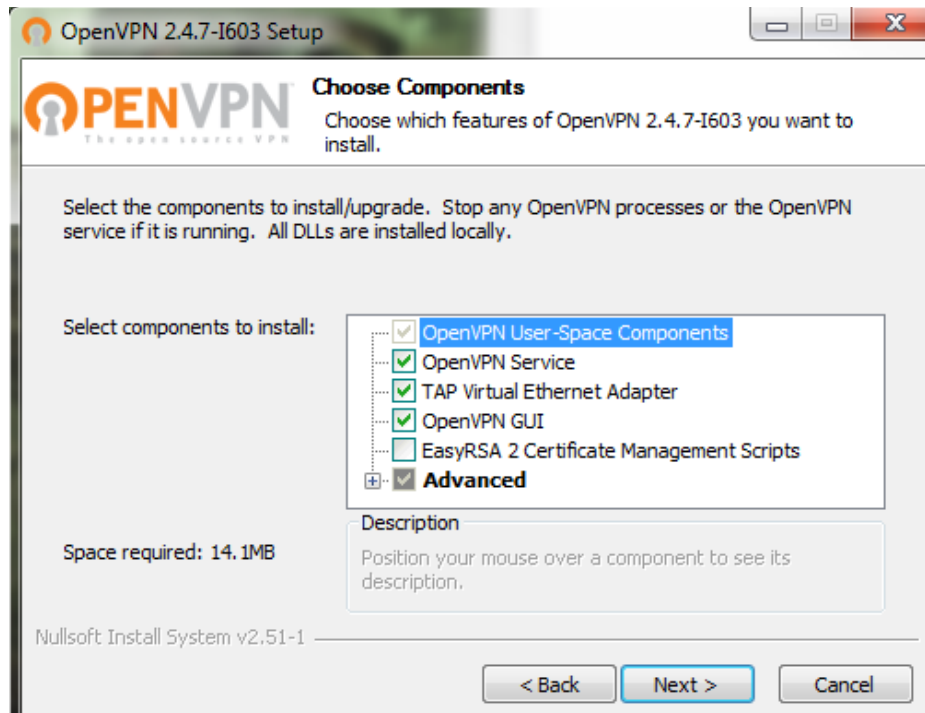 OpenVPN 2.4.7-I603 Setup
OPENVPN
The open source VPN
Choose Components
Choose which features of OpenVPN 2.4.7-I603 you want to
install.
Select the components to install/upgrade. Stop any OpenVPN processes or the OpenVPN
service if it is running. All DLLs are installed locally.
Select components to install:
OpenVPN User-Space Components
OpenVPN Service
TAP Virtual Ethernet Adapter
OpenVPN GUI
EasyRSA 2 Certificate Management Scripts
Advanced
Space required: 14.1MB
Description
Position your mouse over a component to see its
description.
Nullsoft Install System v2.51-1
< Back
Next >
Cancel